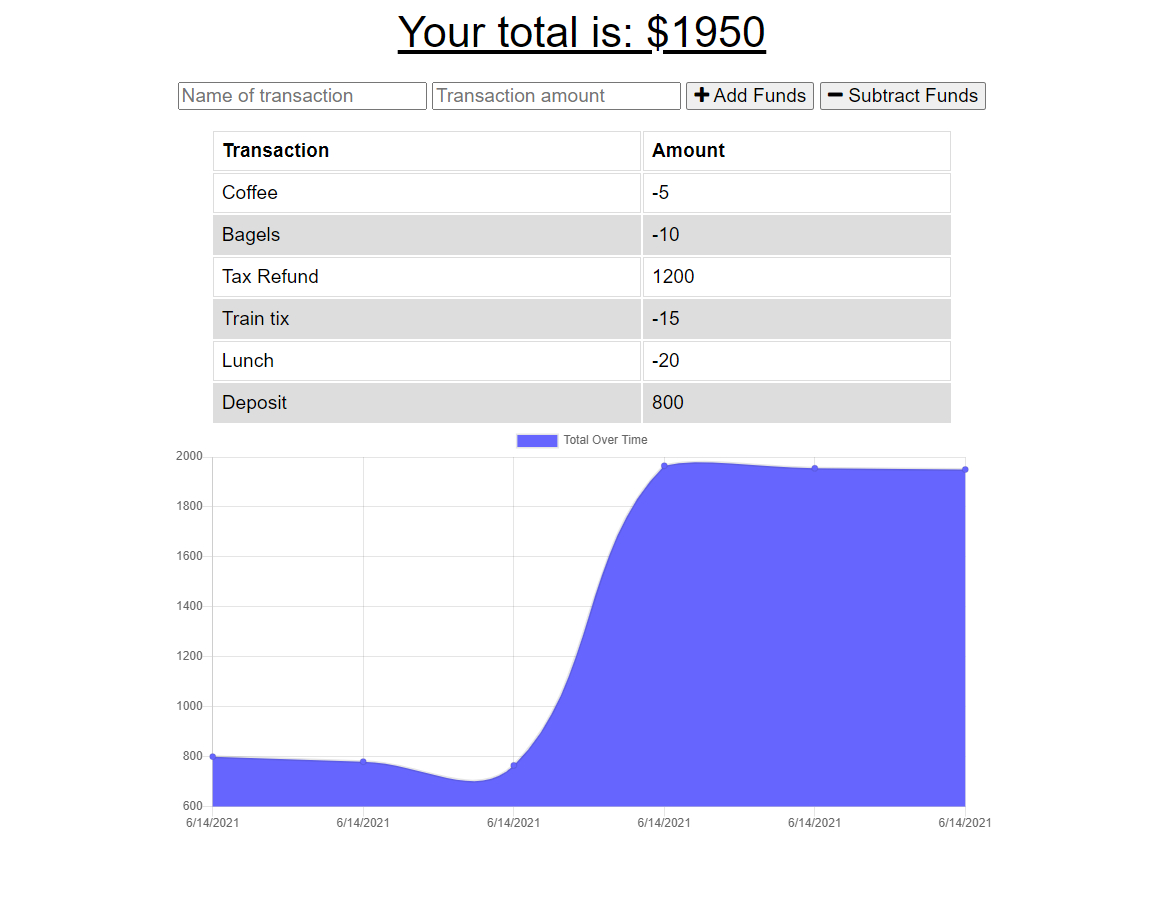 Your total is: $1950
Name of transaction Transaction amount Add Funds Subtract Funds
Transaction Amount
Coffee -5
Bagels -10
Tax Refund 1200
Train tix -15
Lunch -20
Deposit 800
Total Over Time
2000
1800
1600
1400
1200
1000
800
600
6/14/2021 6/14/2021 6/14/2021 6/14/2021 6/14/2021 6/14/2021